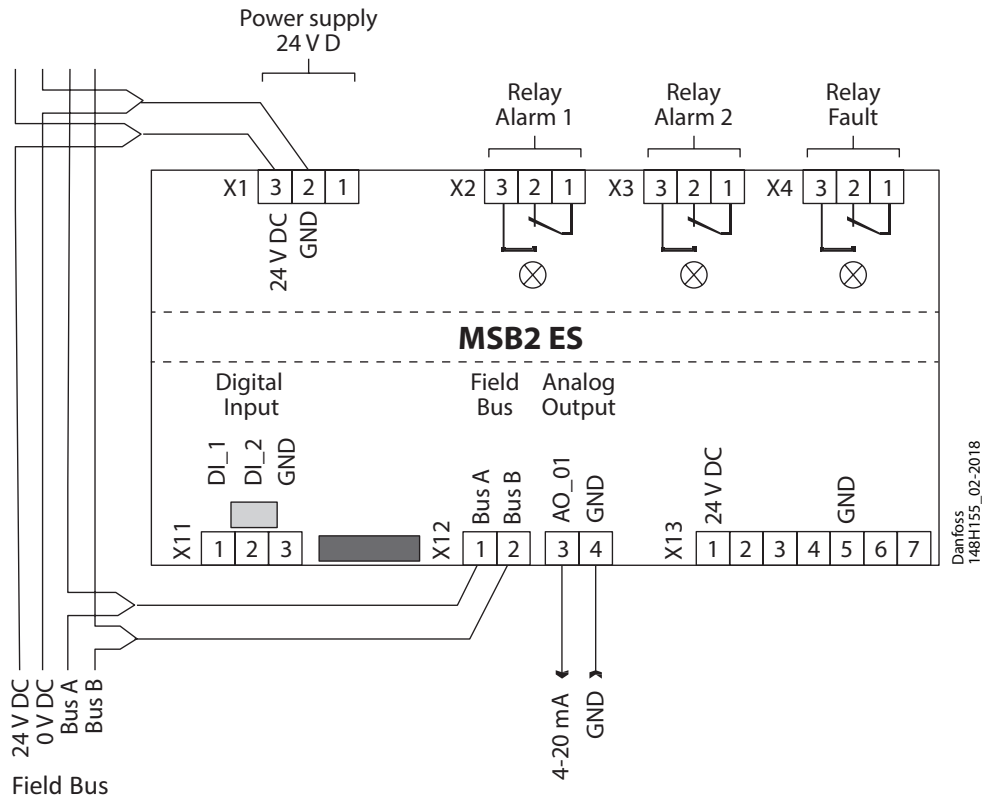 Power supply
24 V D
Relay
Alarm 1
Relay
Alarm 2
Relay
Fault
X1 3 2 1
X2 3 2 1
X3 3 2 1
X4 3 2 1
24 V DC
GND
MSB2 ES
Digital
Input
Field
Bus
Analog
Output
DI_1
DI_2
GND
Bus A
Bus B
AO_01
GND
24 V DC
GND
X11 1 2 3
X12 1 2 3 4
X13 1 2 3 4 5 6 7
Danfoss
148H155_02-2018
24 V DC
0 V DC
Bus A
Bus B
4-20 mA
GND
Field Bus